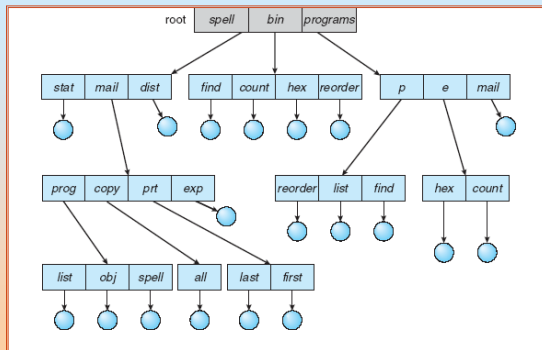 root spell bin programs
stat mail dist find count hex reorder p e mail
prog copy prt exp reorder list find hex count
list obj spell all last first